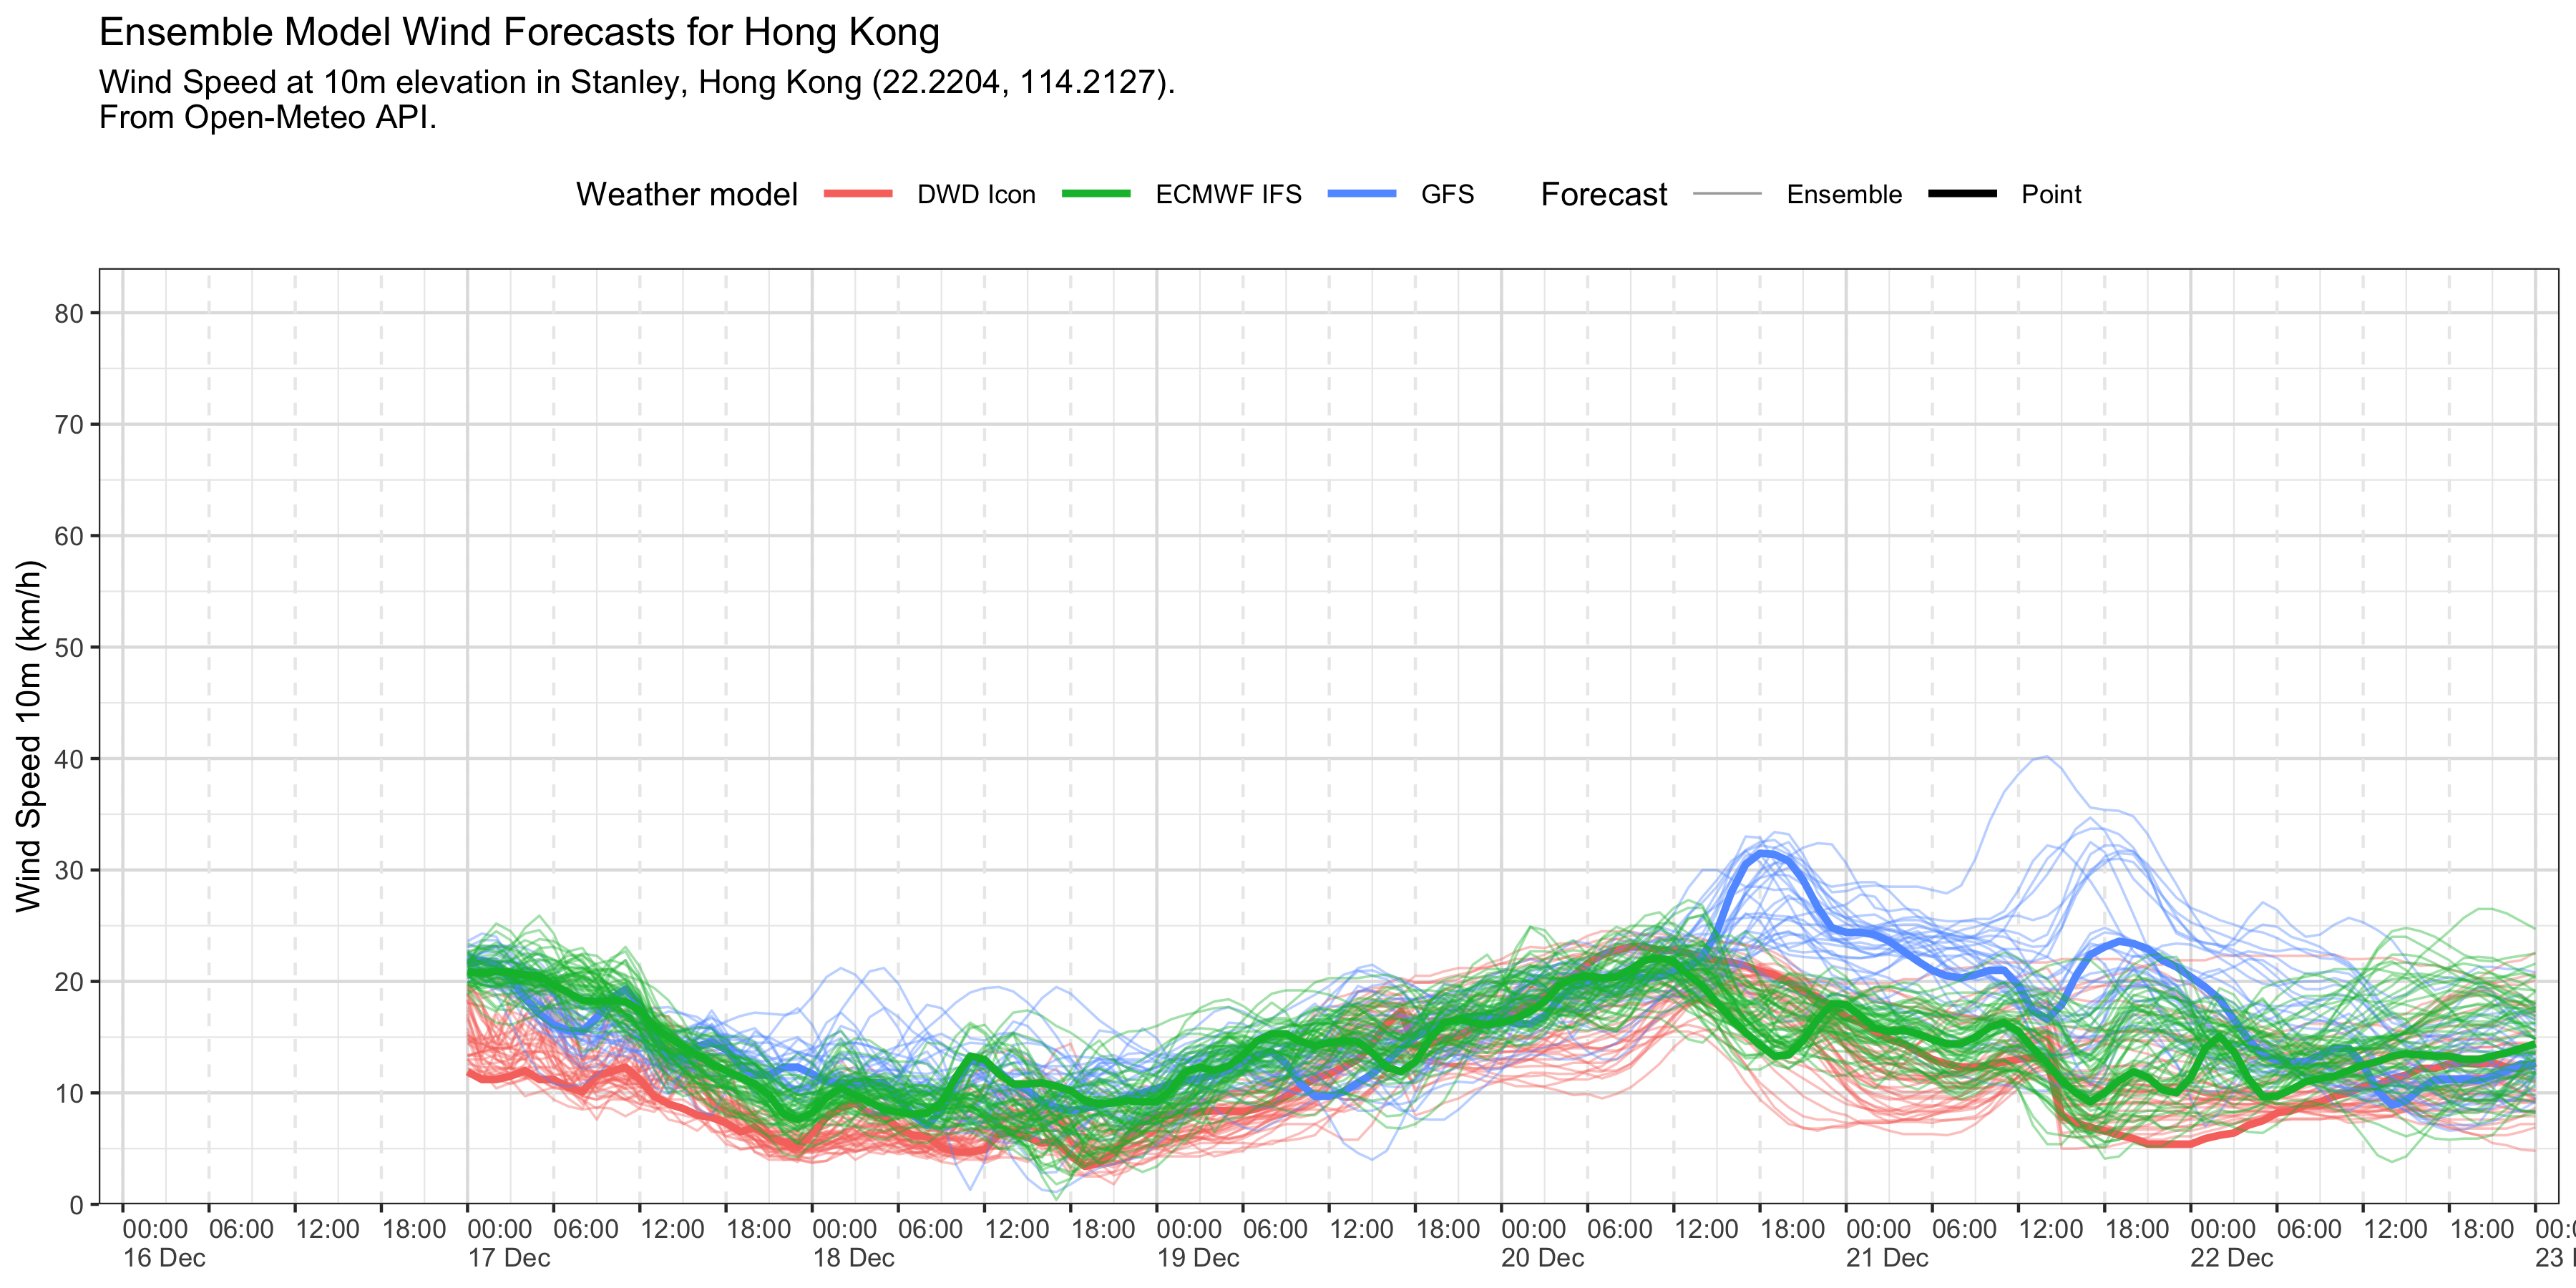 Ensemble Model Wind Forecasts for Hong Kong
Wind Speed at 10m elevation in Stanley, Hong Kong (22.2204, 114.2127).
From Open-Meteo API.
Weather model DWD Icon ECMWF IFS GFS Forecast Ensemble Point
Wind Speed 10m (km/h)
80
70
60
50
40
30
20
10
0
00:00 06:00 12:00 18:00 00:00 06:00 12:00 18:00 00:00 06:00 12:00 18:00 00:00 06:00 12:00 18:00 00:00 06:00 12:00 18:00 00:00 06:00 12:00 18:00 00:00 06:00 12:00 18:00
16 Dec 17 Dec 18 Dec 19 Dec 20 Dec 21 Dec 22 Dec 23